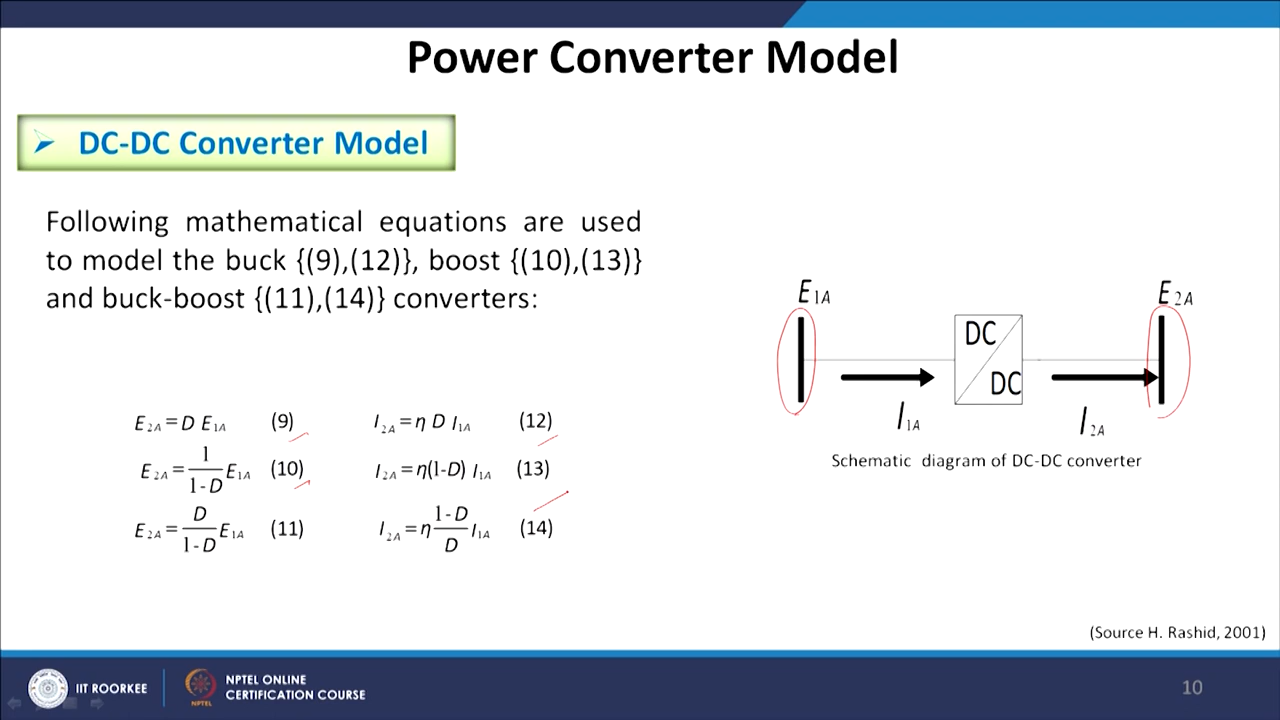 Power Converter Model
➢ DC-DC Converter Model
Following mathematical equations are used
to model the buck {(9),(12)}, boost {(10),(13)}
and buck-boost {(11),(14)} converters:
E2A = D E1A (9) I2A = η D I1A (12)
E2A = 1/(1-D) E1A (10) I2A = η(1-D) I1A (13)
E2A = D/(1-D) E1A (11) I2A = η (1-D)/D I1A (14)
E1A E2A
DC
DC
I1A I2A
Schematic diagram of DC-DC converter
(Source H. Rashid, 2001)
IIT ROORKEE
NPTEL
NPTEL ONLINE
CERTIFICATION COURSE
10